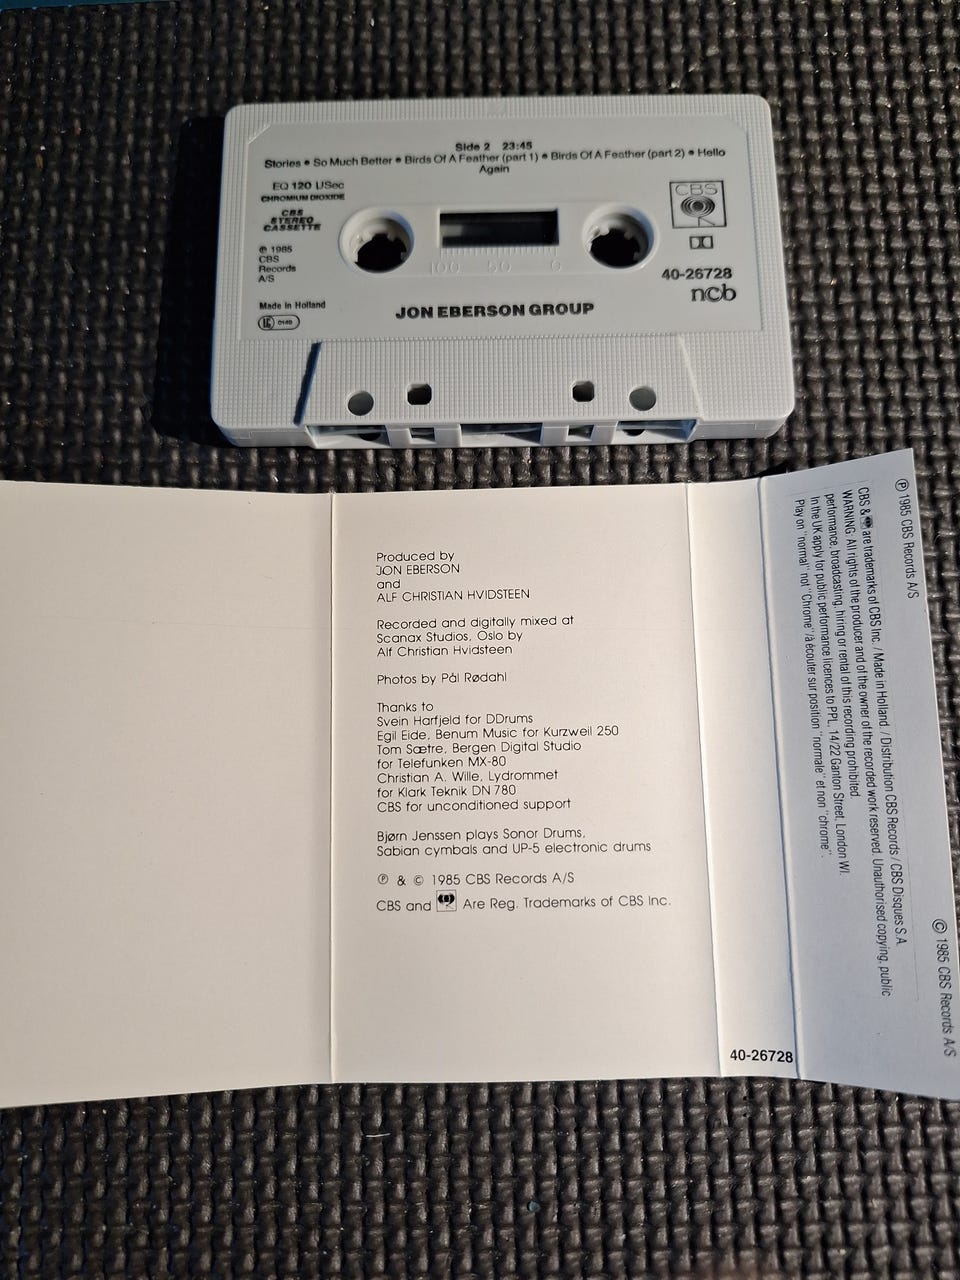 Side 2 23:45
Stories • So Much Better • Birds Of A Feather (part 1) • Birds Of A Feather (part 2) • Hello
Again
EQ 120 USec
CHROMIUM DIOXIDE
CBS
STEREO
CASSETTE
℗ 1985
CBS
Records
A/S
Made in Holland
CBS
40-26728
ncb
JON EBERSON GROUP
100 50 0
Produced by
JON EBERSON
and
ALF CHRISTIAN HVIDSTEEN
Recorded and digitally mixed at
Scanax Studios, Oslo by
Alf Christian Hvidsteen
Photos by Pål Rødahl
Thanks to
Svein Harfjeld for DDrums
Egil Eide, Benum Music for Kurzweil 250
Tom Sætre, Bergen Digital Studio
for Telefunken MX-80
Christian A. Wille, Lydrommet
for Klark Teknik DN 780
CBS for unconditioned support
Bjørn Jenssen plays Sonor Drums,
Sabian cymbals and UP-5 electronic drums
℗ & © 1985 CBS Records A/S
CBS and Are Reg. Trademarks of CBS Inc.
40-26728
℗ 1985 CBS Records A/S
© 1985 CBS Records A/S
CBS & are trademarks of CBS Inc. / Made in Holland / Distribution CBS Records / CBS Disques S.A.
WARNING: All rights of the producer and of the owner of the recorded work reserved. Unauthorised copying, public
performance, broadcasting, hiring or rental of this recording prohibited.
In the UK apply for public performance licences to PPL, 14/22 Ganton Street, London W1.
Play on "normal" not "Chrome"/à écouter sur position "normale" et non "chrome".